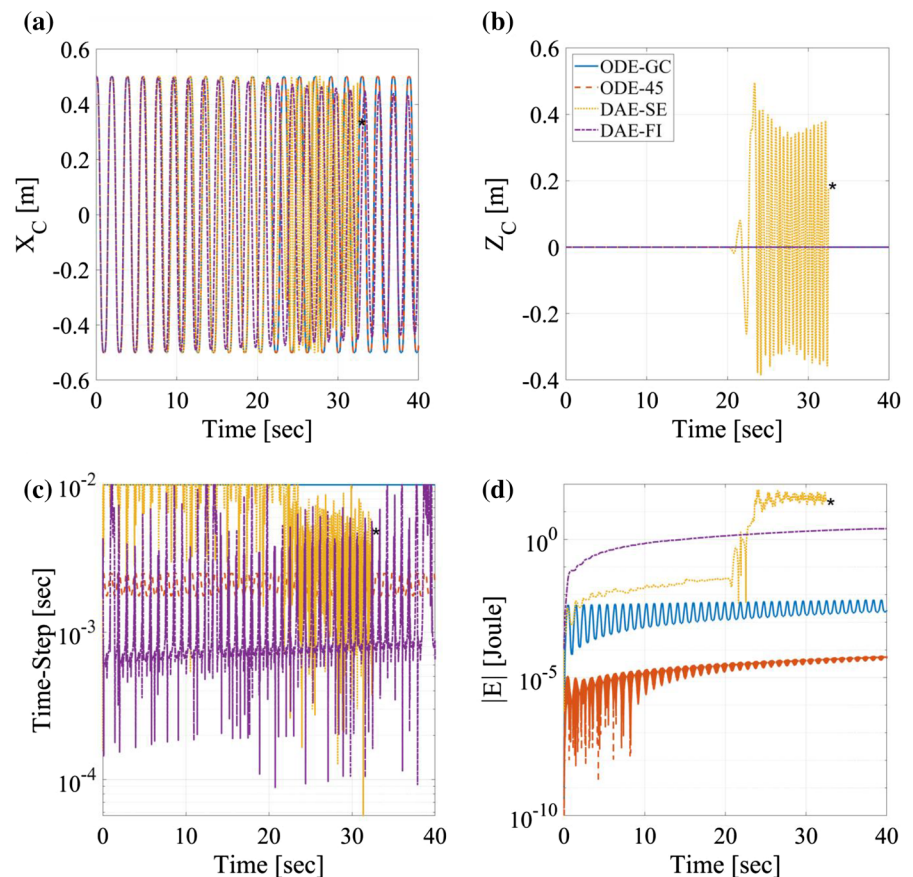 (a)
0.6
0.4
0.2
0
-0.2
-0.4
-0.6
X_C [m]
*
0 10 20 30 40
Time [sec]
(b)
0.6
0.4
0.2
0
-0.2
-0.4
Z_C [m]
ODE-GC
ODE-45
DAE-SE
DAE-FI
*
0 10 20 30 40
Time [sec]
(c)
10^-2
10^-3
10^-4
Time-Step [sec]
*
0 10 20 30 40
Time [sec]
(d)
10^0
10^-5
10^-10
|E| [Joule]
*
0 10 20 30 40
Time [sec]